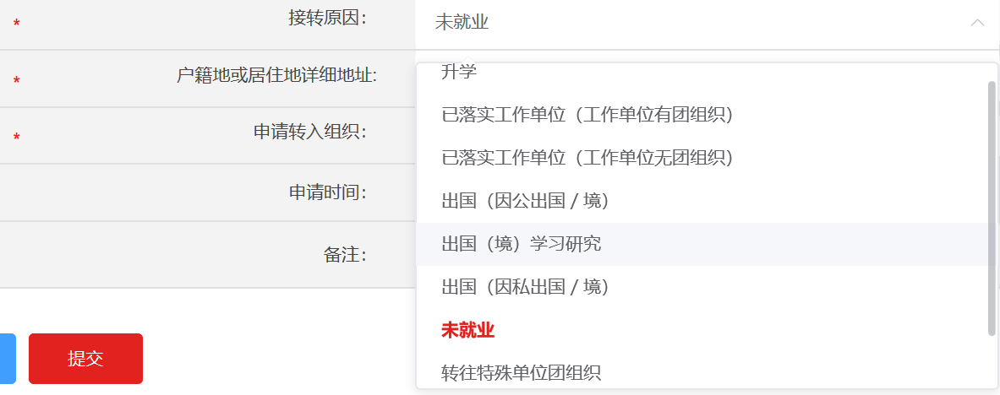 * 接转原因： 未就业
* 户籍地或居住地详细地址:
升学
已落实工作单位（工作单位有团组织）
* 申请转入组织：
已落实工作单位（工作单位无团组织）
申请时间：
出国（因公出国 / 境）
出国（境）学习研究
备注：
出国（因私出国 / 境）
未就业
提交
转往特殊单位团组织